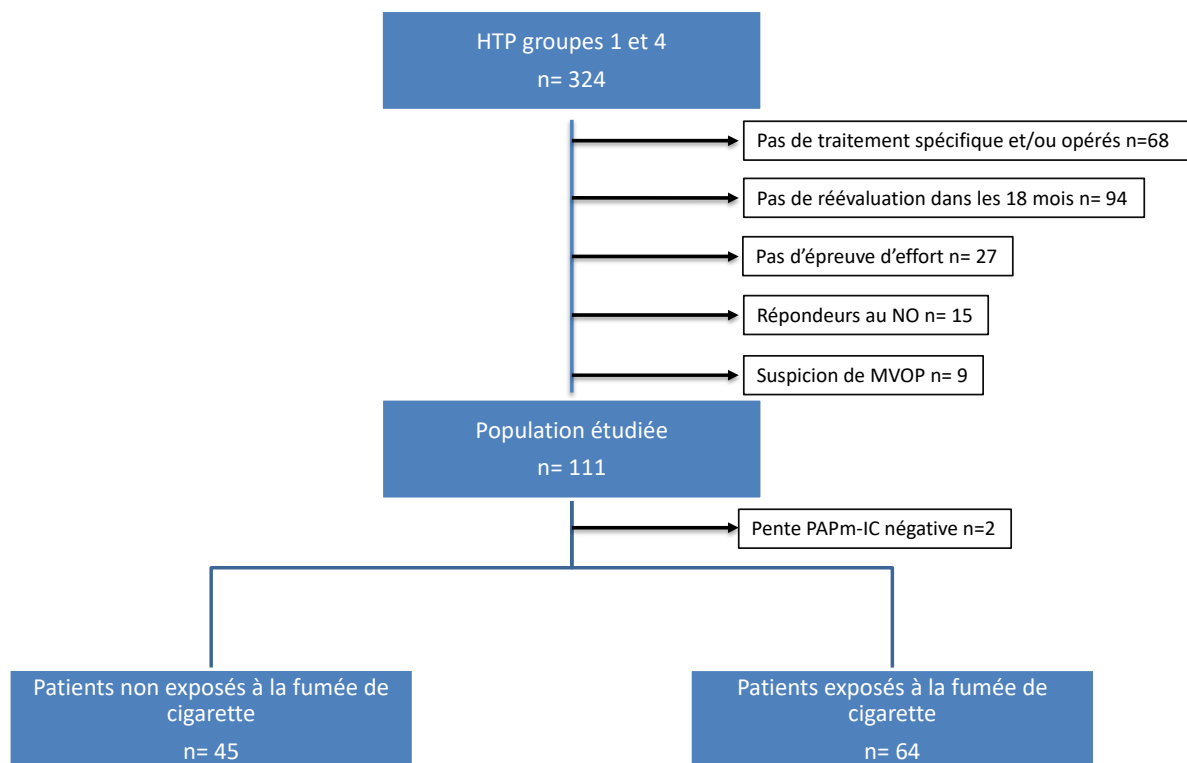 HTP groupes 1 et 4
n= 324
Pas de traitement spécifique et/ou opérés n=68
Pas de réévaluation dans les 18 mois n= 94
Pas d’épreuve d’effort n= 27
Répondeurs au NO n= 15
Suspicion de MVOP n= 9
Population étudiée
n= 111
Pente PAPm-IC négative n=2
Patients non exposés à la fumée de
cigarette
n= 45
Patients exposés à la fumée de
cigarette
n= 64